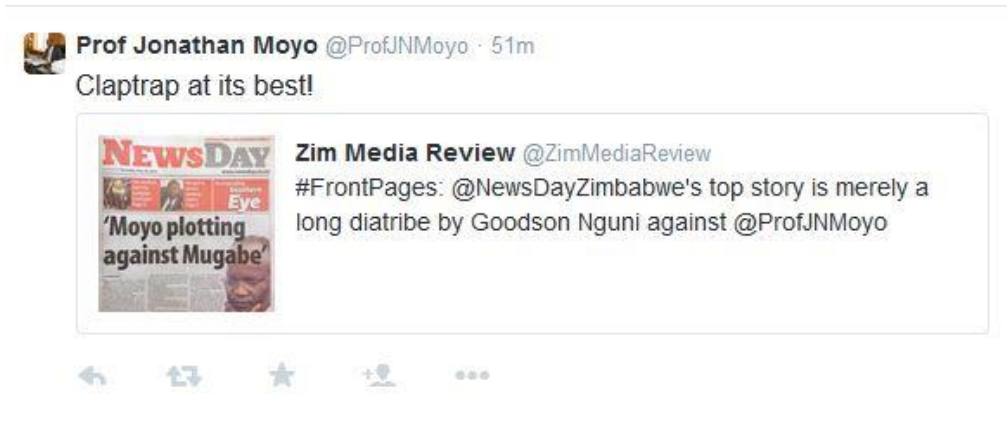 Prof Jonathan Moyo @ProfJNMoyo · 51m
Claptrap at its best!
Zim Media Review @ZimMediaReview
#FrontPages: @NewsDayZimbabwe's top story is merely a
long diatribe by Goodson Nguni against @ProfJNMoyo
NEWSDAY
Southern
Eye
'Moyo plotting
against Mugabe'